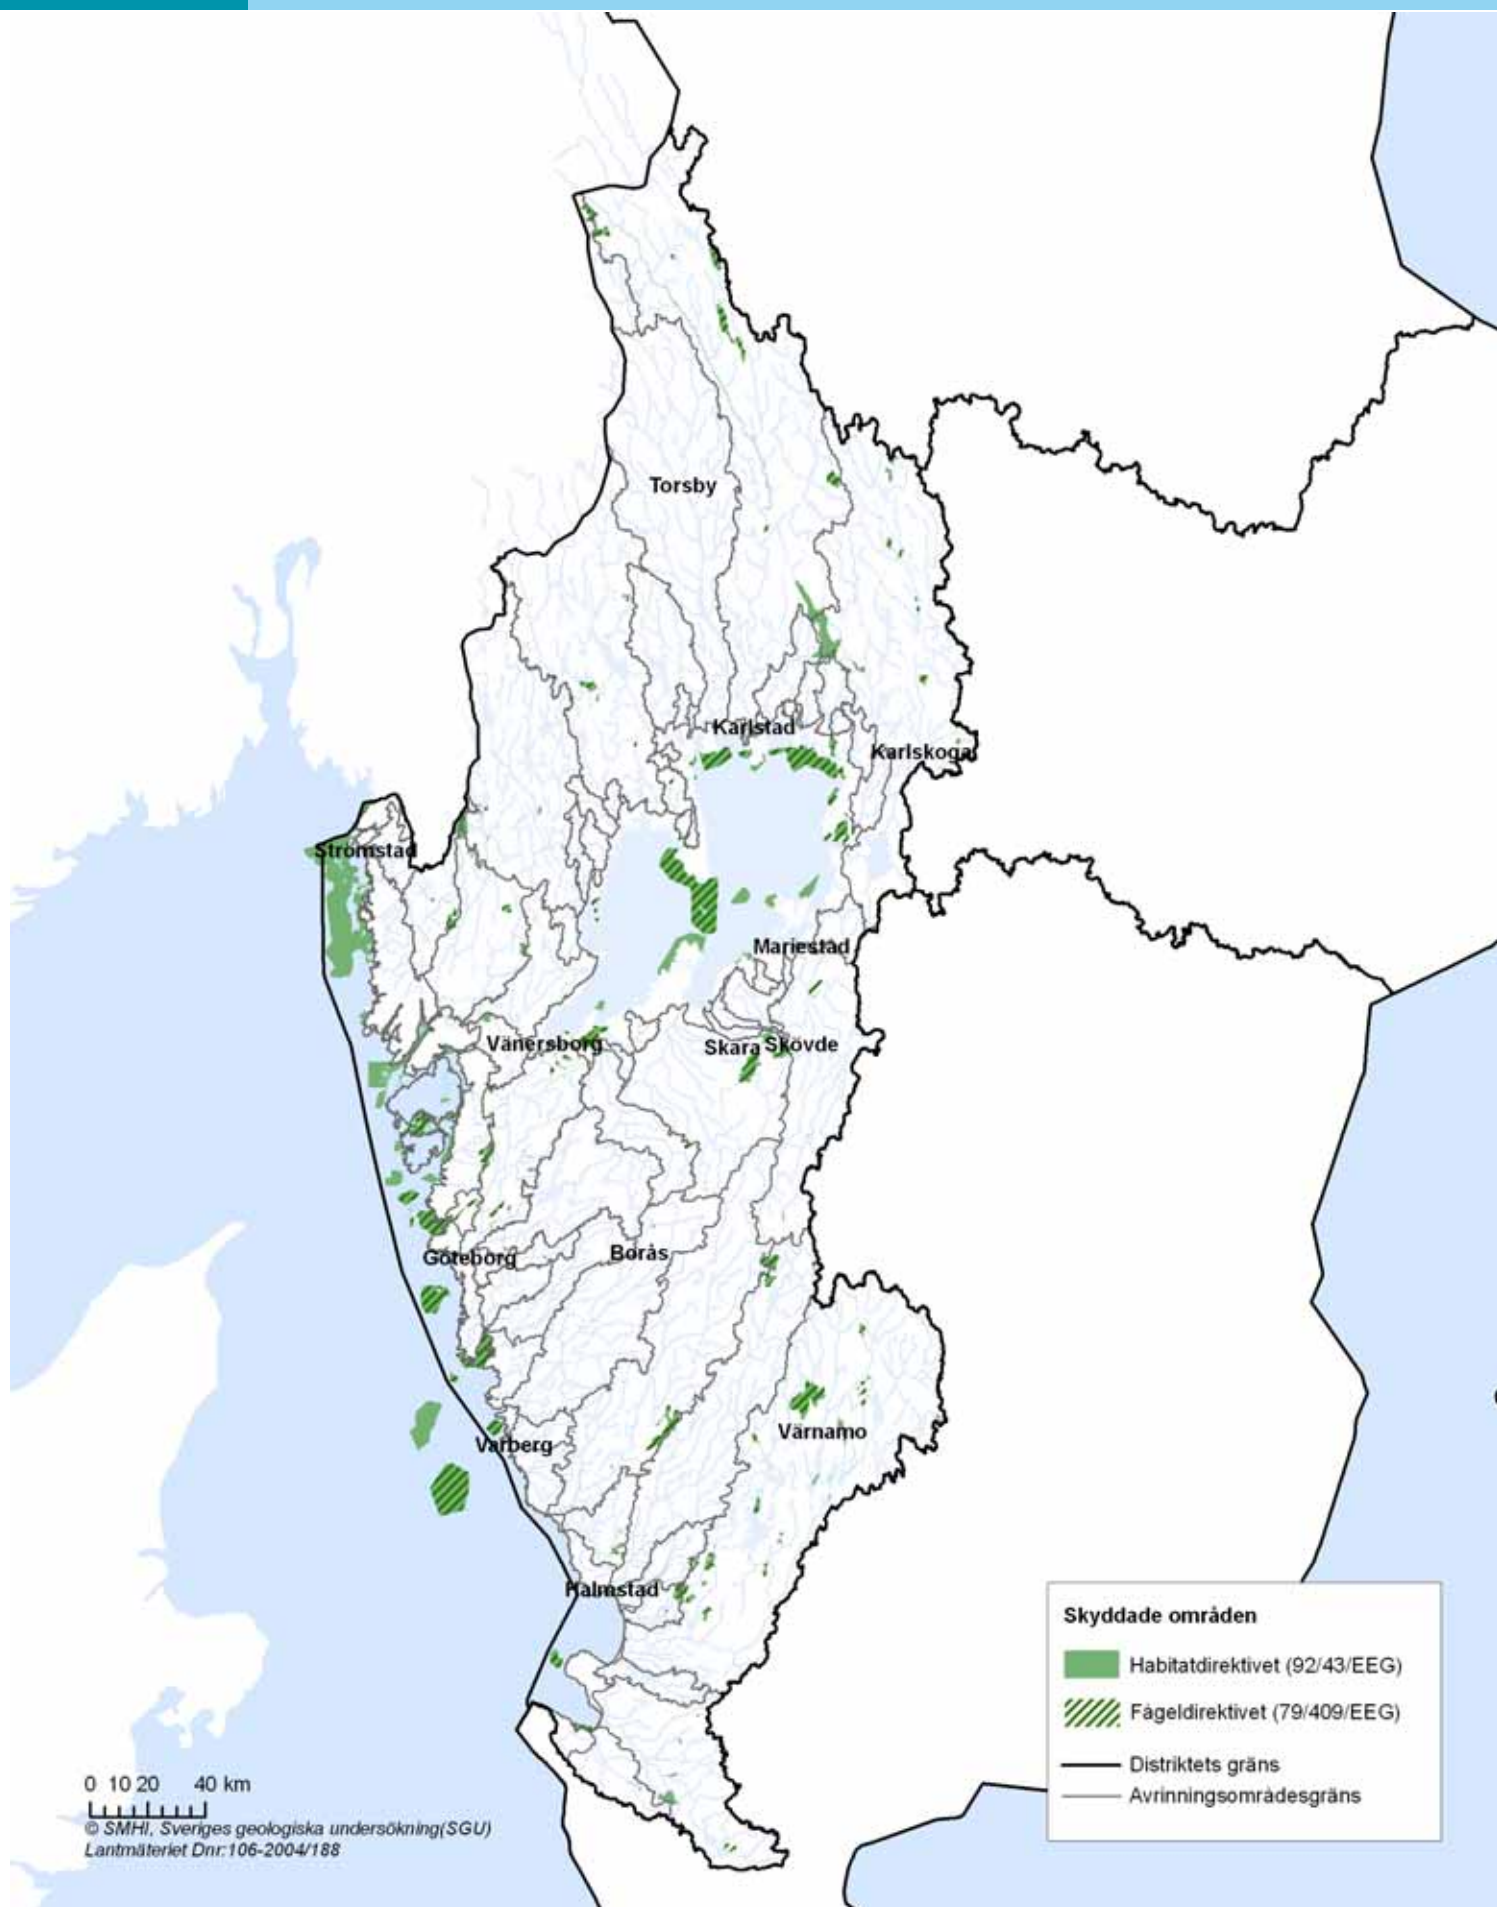 Torsby
Karlstad
Karlskoga
Strömstad
Mariestad
Vänersborg
Skara
Skövde
Göteborg
Borås
Värnamo
Varberg
Halmstad
Skyddade områden
Habitatdirektivet (92/43/EEG)
Fågeldirektivet (79/409/EEG)
Distriktets gräns
Avrinningsområdesgräns
0 10 20 40 km
© SMHI, Sveriges geologiska undersökning(SGU)
Lantmäteriet Dnr:106-2004/188